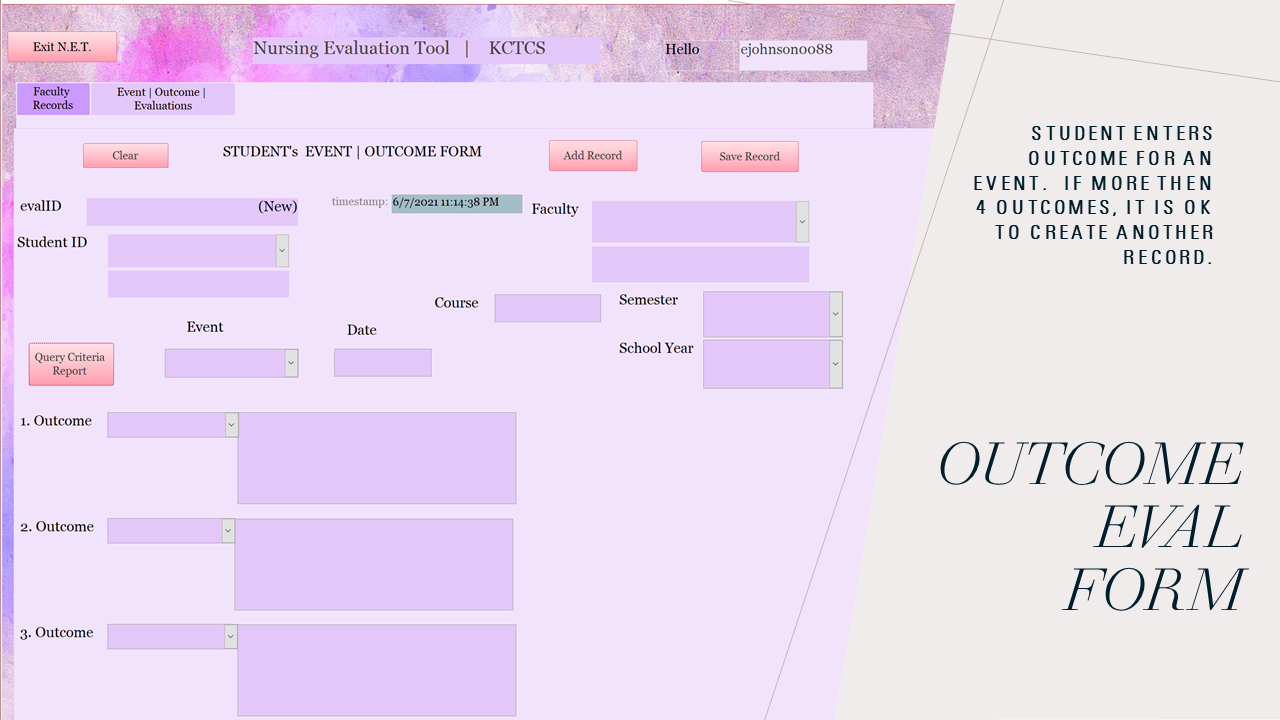 Exit N.E.T.
Nursing Evaluation Tool | KCTCS
Hello ejohnson0088
Faculty
Records
Event | Outcome |
Evaluations
Clear
STUDENT's EVENT | OUTCOME FORM
Add Record
Save Record
evalID (New)
timestamp: 6/7/2021 11:14:38 PM
Faculty
Student ID
Course
Semester
Event
Date
School Year
Query Criteria
Report
1. Outcome
2. Outcome
3. Outcome
STUDENT ENTERS
OUTCOME FOR AN
EVENT. IF MORE THEN
4 OUTCOMES, IT IS OK
TO CREATE ANOTHER
RECORD.
OUTCOME
EVAL
FORM